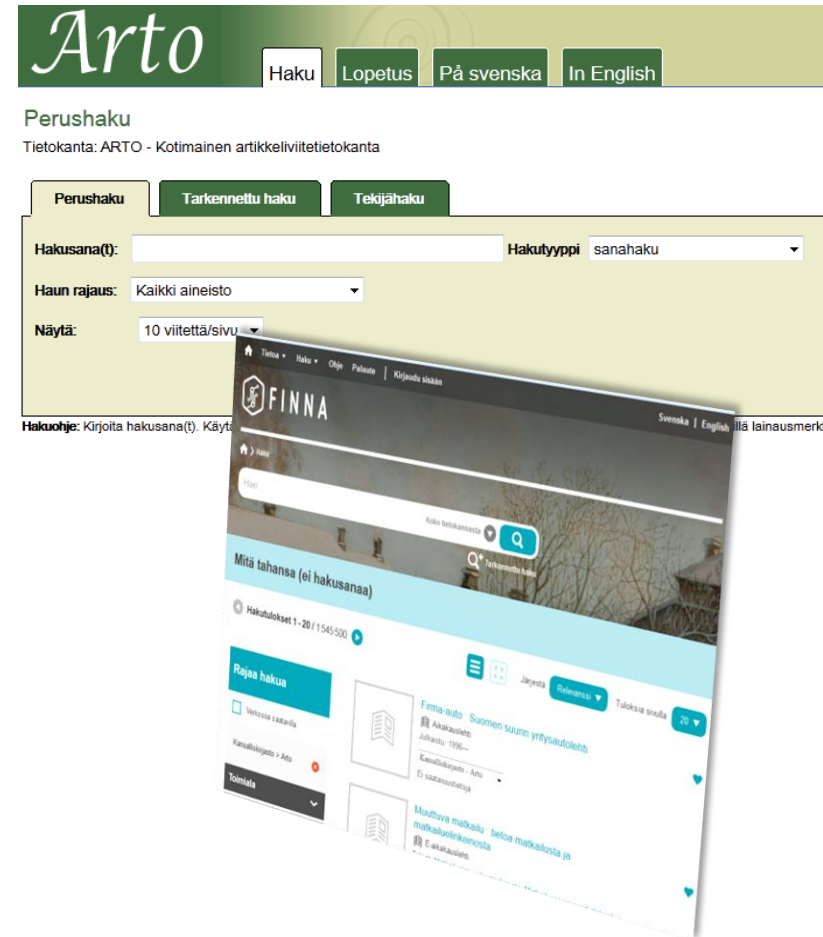 Arto
Haku Lopetus På svenska In English
Perushaku
Tietokanta: ARTO - Kotimainen artikkeliviitetietokanta
Perushaku Tarkennettu haku Tekijähaku
Hakusana(t): Hakutyyppi sanahaku
Haun rajaus: Kaikki aineisto
Näytä: 10 viitettä/sivu
Hakuohje: Kirjoita hakusana(t). Käytä
llä lainausmerk
Tietoa Haku Ohje Palaute | Kirjaudu sisään
Svenska | English
FINNA
Haku
Hae
Koko tietokannasta
Tarkennettu haku
Mitä tahansa (ei hakusanaa)
Hakutulokset 1 - 20 / 1545500
Järjestä Relevanssi Tuloksia sivulla 20
Rajaa hakua
Verkossa saatavilla
Kansalliskirjasto > Arto
Toimiala
Firma-auto : Suomen suurin yritysautolehti
Aikakauslehti
Julkaistu: 1996—
Kansalliskirjasto - Arto
Ei saatavuustietoja
Muuttuva matkailu : tietoa matkailusta ja
matkailuelinkeinosta
E-aikakauslehti